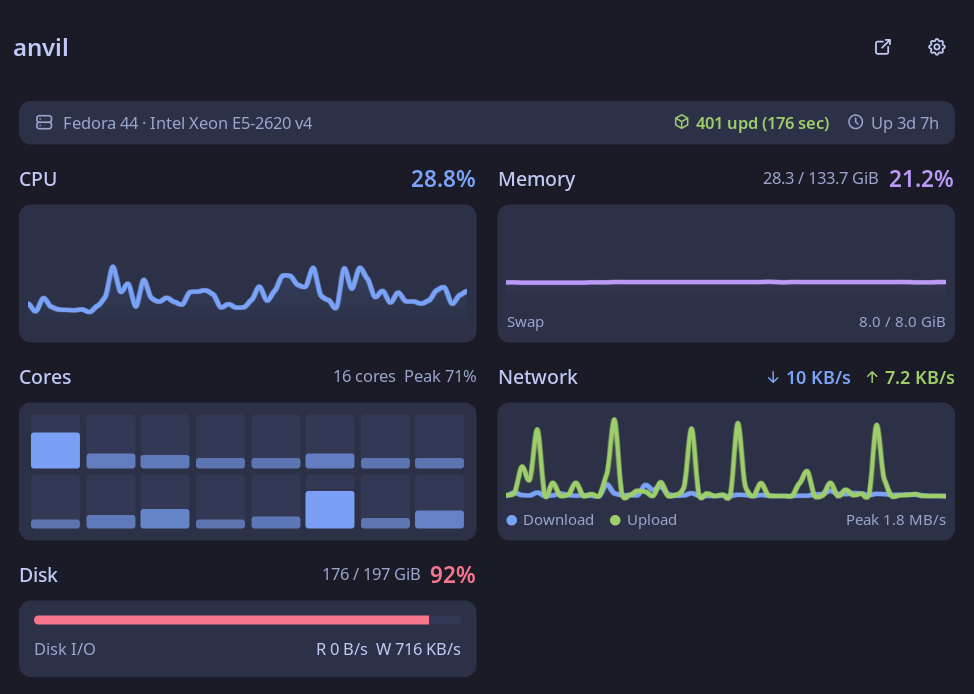 anvil
Fedora 44 · Intel Xeon E5-2620 v4 401 upd (176 sec) Up 3d 7h
CPU 28.8%
Memory 28.3 / 133.7 GiB 21.2%
Swap 8.0 / 8.0 GiB
Cores 16 cores Peak 71%
Network ↓ 10 KB/s ↑ 7.2 KB/s
Download Upload Peak 1.8 MB/s
Disk 176 / 197 GiB 92%
Disk I/O R 0 B/s W 716 KB/s